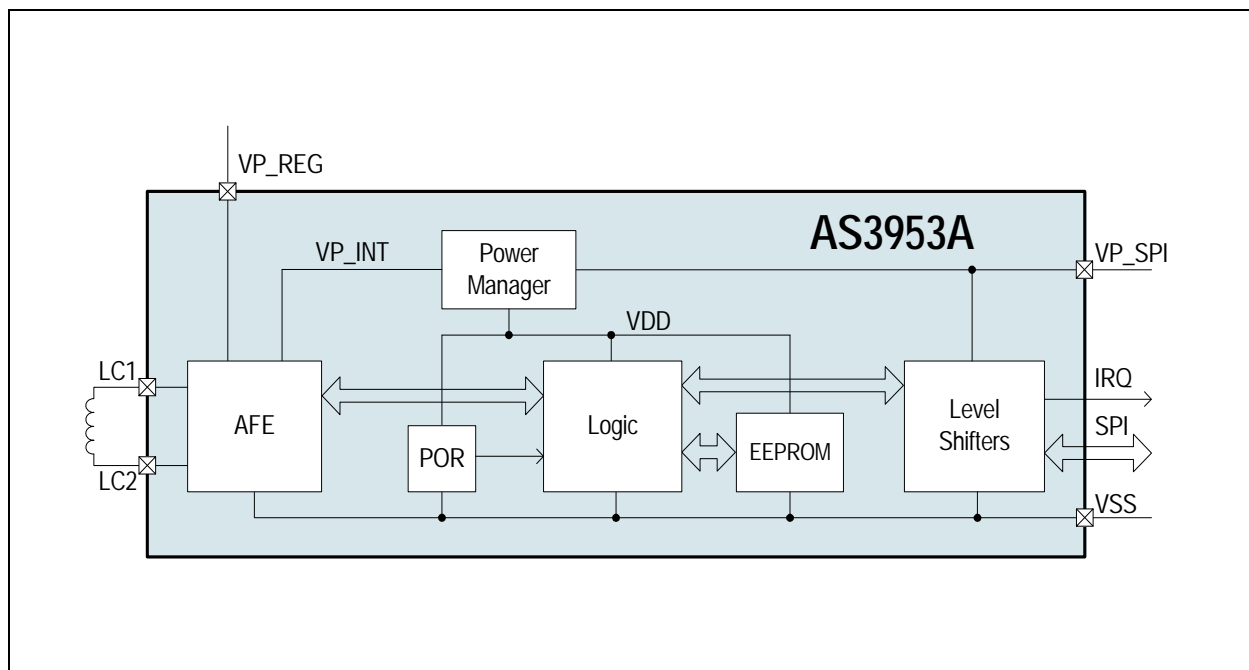 VP_REG
AS3953A
VP_INT
Power
Manager
VP_SPI
VDD
LC1
LC2
AFE
POR
Logic
EEPROM
Level
Shifters
IRQ
SPI
VSS